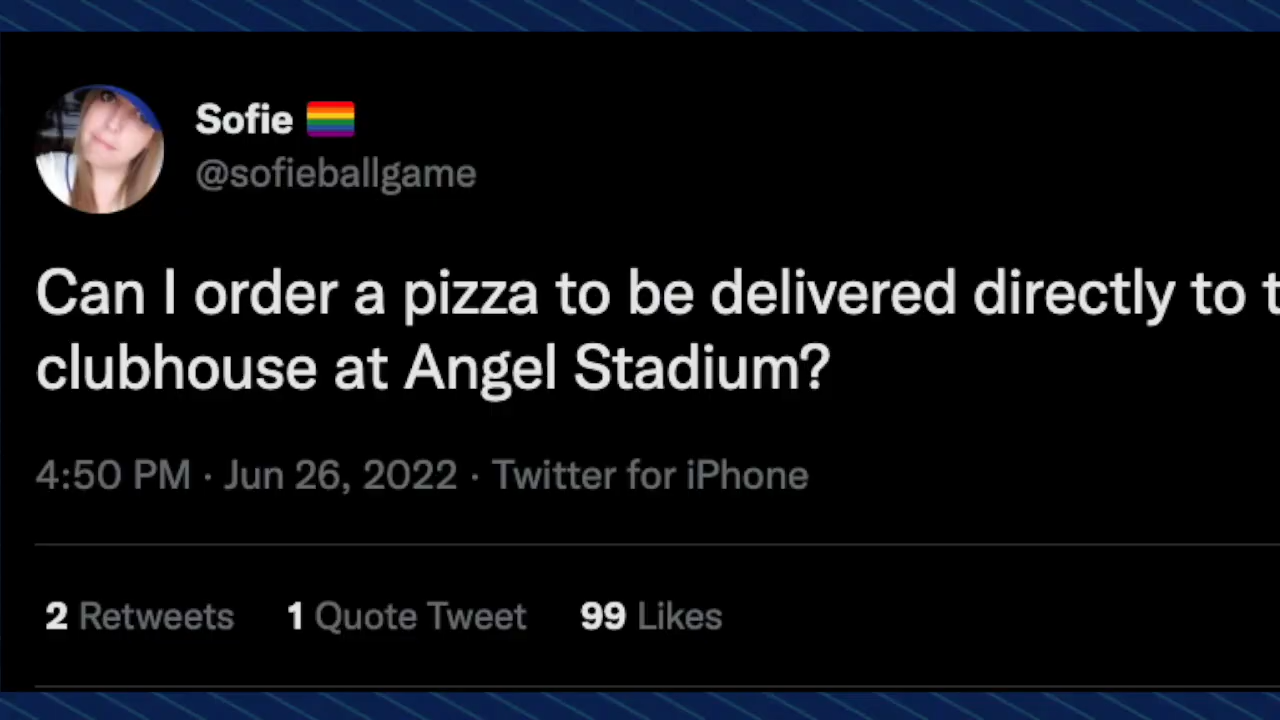 Sofie
@sofieballgame
Can I order a pizza to be delivered directly to
clubhouse at Angel Stadium?
4:50 PM · Jun 26, 2022 · Twitter for iPhone
2 Retweets 1 Quote Tweet 99 Likes